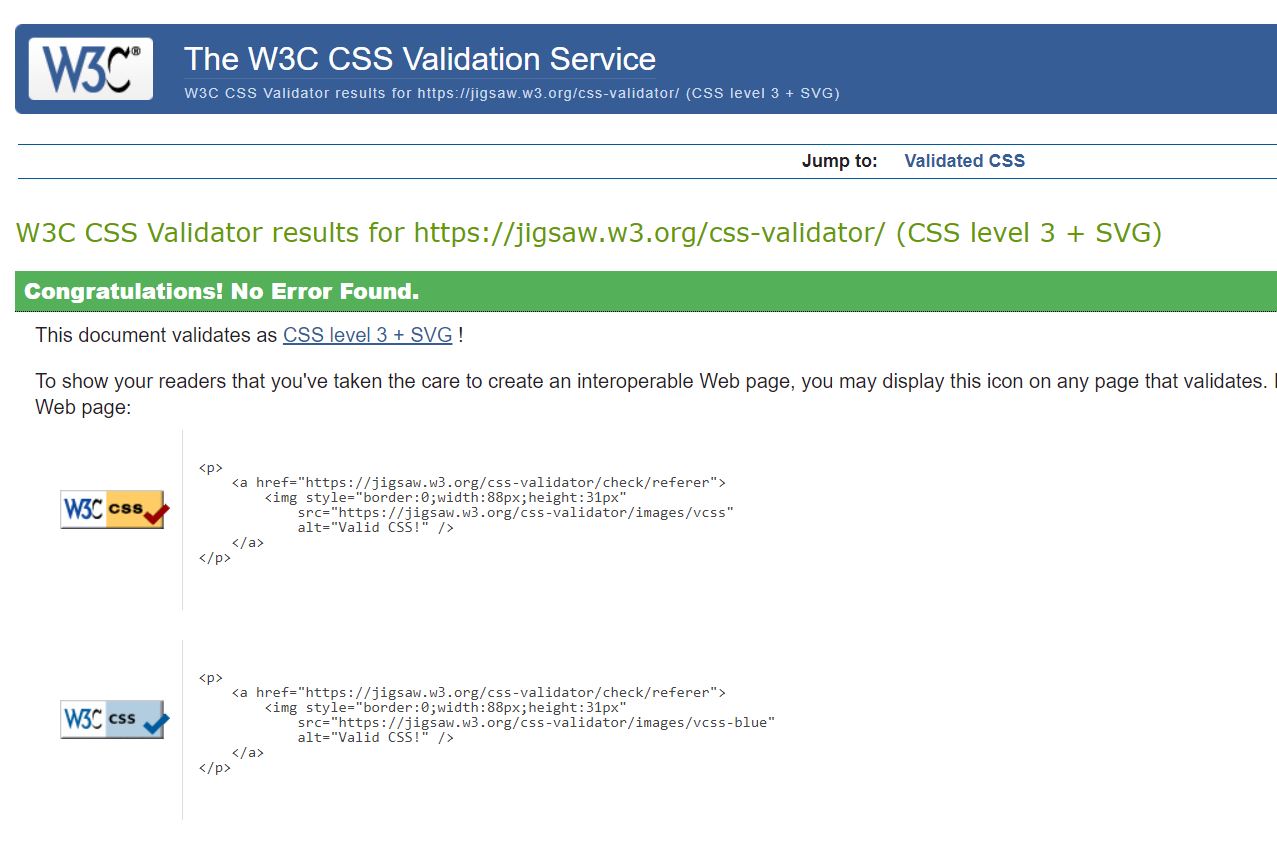 W3C®
The W3C CSS Validation Service
W3C CSS Validator results for https://jigsaw.w3.org/css-validator/ (CSS level 3 + SVG)
Jump to: Validated CSS
W3C CSS Validator results for https://jigsaw.w3.org/css-validator/ (CSS level 3 + SVG)
Congratulations! No Error Found.
This document validates as CSS level 3 + SVG !
To show your readers that you've taken the care to create an interoperable Web page, you may display this icon on any page that validates.
Web page:
W3C css
<p>
    <a href="https://jigsaw.w3.org/css-validator/check/referer">
        <img style="border:0;width:88px;height:31px"
            src="https://jigsaw.w3.org/css-validator/images/vcss"
            alt="Valid CSS!" />
    </a>
</p>
W3C css
<p>
    <a href="https://jigsaw.w3.org/css-validator/check/referer">
        <img style="border:0;width:88px;height:31px"
            src="https://jigsaw.w3.org/css-validator/images/vcss-blue"
            alt="Valid CSS!" />
    </a>
</p>